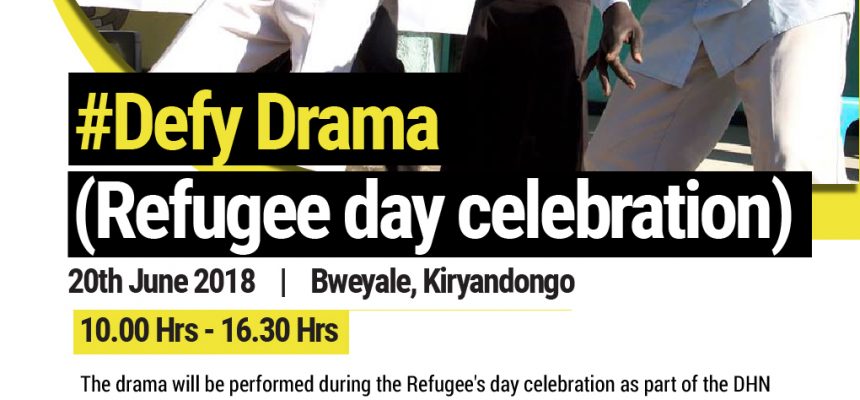 #Defy Drama
(Refugee day celebration)
20th June 2018 | Bweyale, Kiryandongo
10.00 Hrs - 16.30 Hrs
The drama will be performed during the Refugee's day celebration as part of the DHN